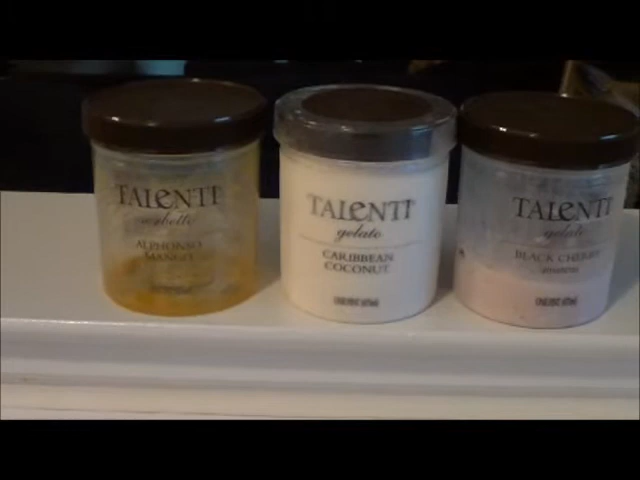 TALENTI
sorbetto
ALPHONSO
MANGO
TALENTI
gelato
CARIBBEAN
COCONUT
TALENTI
gelato
BLACK CHERRY